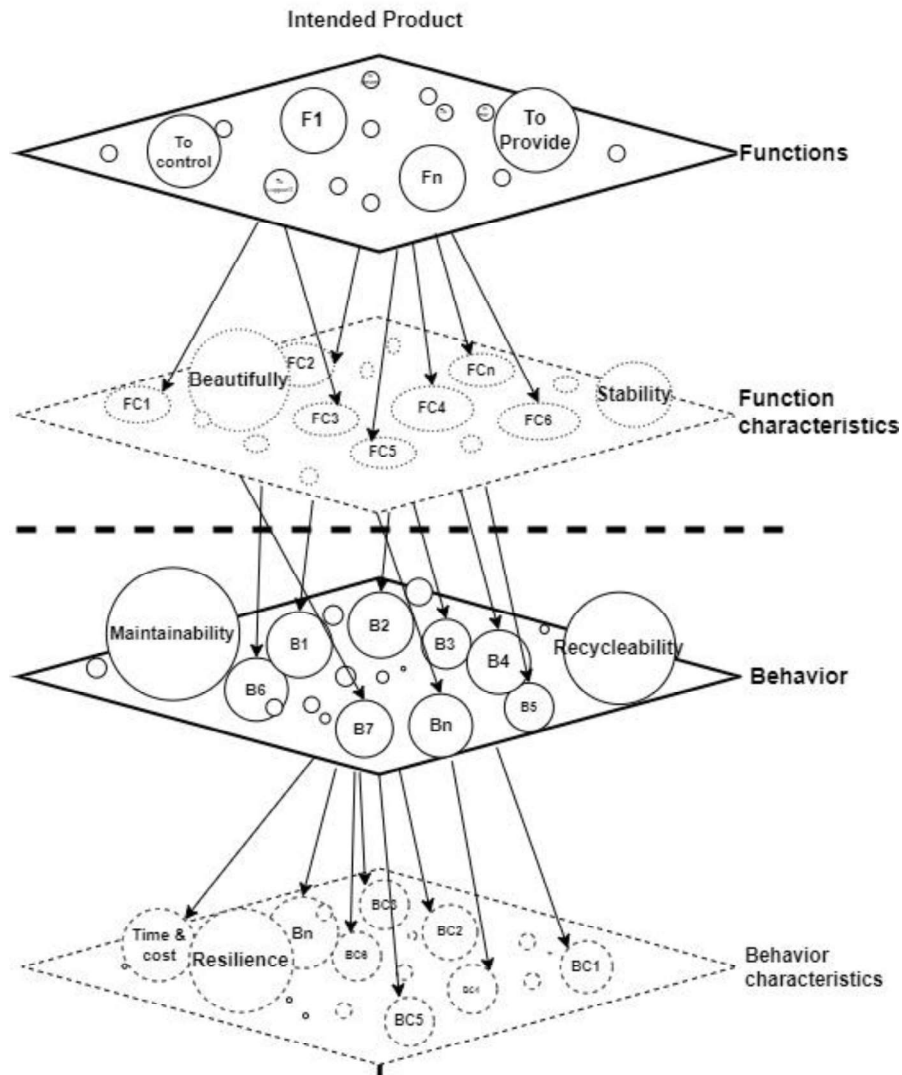 Intended Product
F1
To
Provide
To
control
Fn
Functions
FC2
Beautifully
FCn
Stability
FC1
FC3
FC4
FC6
FC5
Function
characteristics
Maintainability
B1
B2
B3
B4
Recycleability
B6
B5
B7
Bn
Behavior
Time &
cost
Resilience
Bn
BC3
BC2
BC1
BC5
Behavior
characteristics